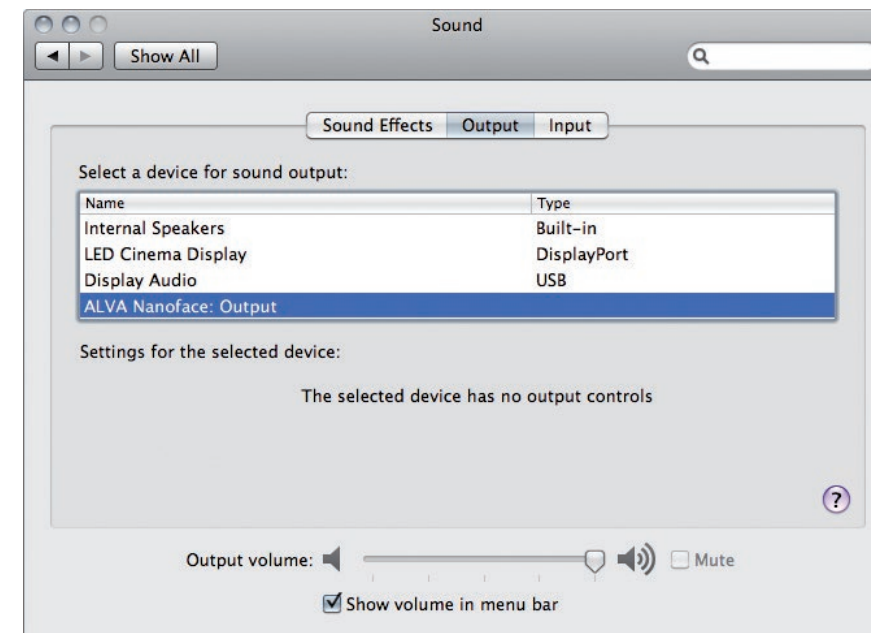 Sound
Show All
Sound Effects Output Input
Select a device for sound output:
Name Type
Internal Speakers Built-in
LED Cinema Display DisplayPort
Display Audio USB
ALVA Nanoface: Output
Settings for the selected device:
The selected device has no output controls
?
Output volume: Mute
Show volume in menu bar